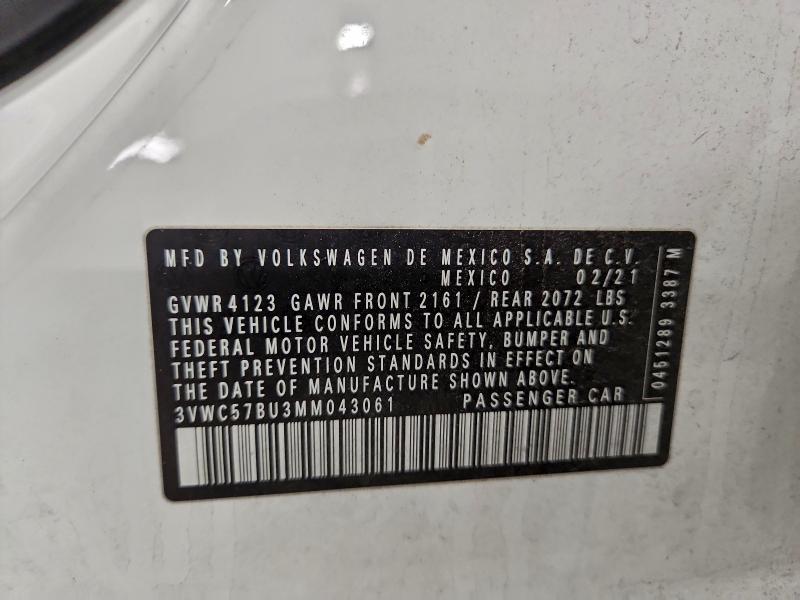 MFD BY VOLKSWAGEN DE MEXICO S.A. DE C.V.
MEXICO 02/21
GVWR 4123 GAWR FRONT 2161 / REAR 2072 LBS
THIS VEHICLE CONFORMS TO ALL APPLICABLE U.S.
FEDERAL MOTOR VEHICLE SAFETY, BUMPER AND
THEFT PREVENTION STANDARDS IN EFFECT ON
THE DATE OF MANUFACTURE SHOWN ABOVE.
3VWC57BU3MM043061 PASSENGER CAR
0451289 3387 M